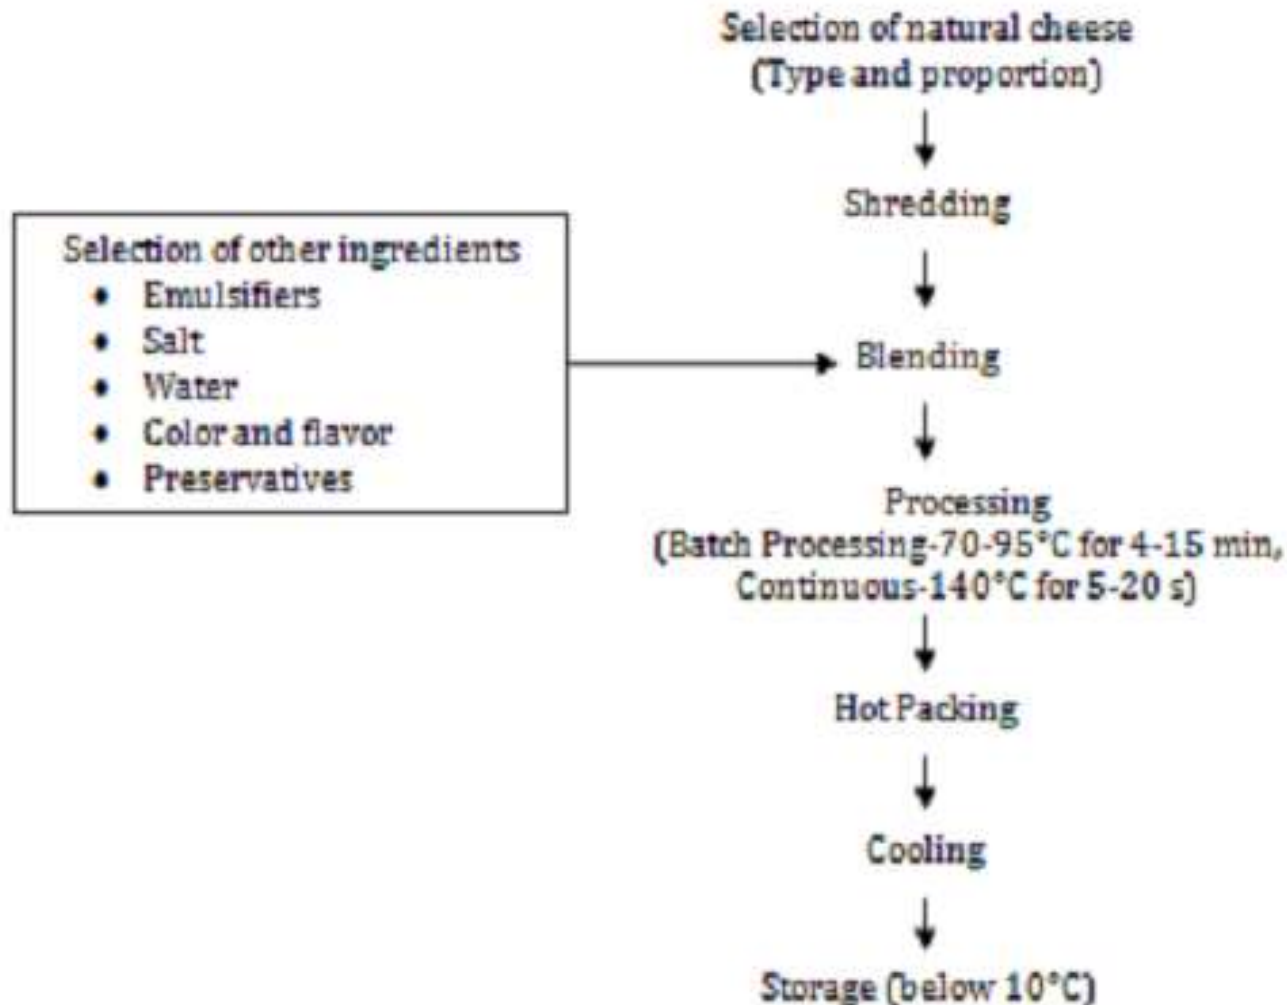 Selection of natural cheese
(Type and proportion)
Shredding
Selection of other ingredients
♦ Emulsifiers
♦ Salt
♦ Water
♦ Color and flavor
♦ Preservatives
Blending
Processing
(Batch Processing-70-95°C for 4-15 min,
Continuous-140°C for 5-20 s)
Hot Packing
Cooling
Storage (below 10°C)